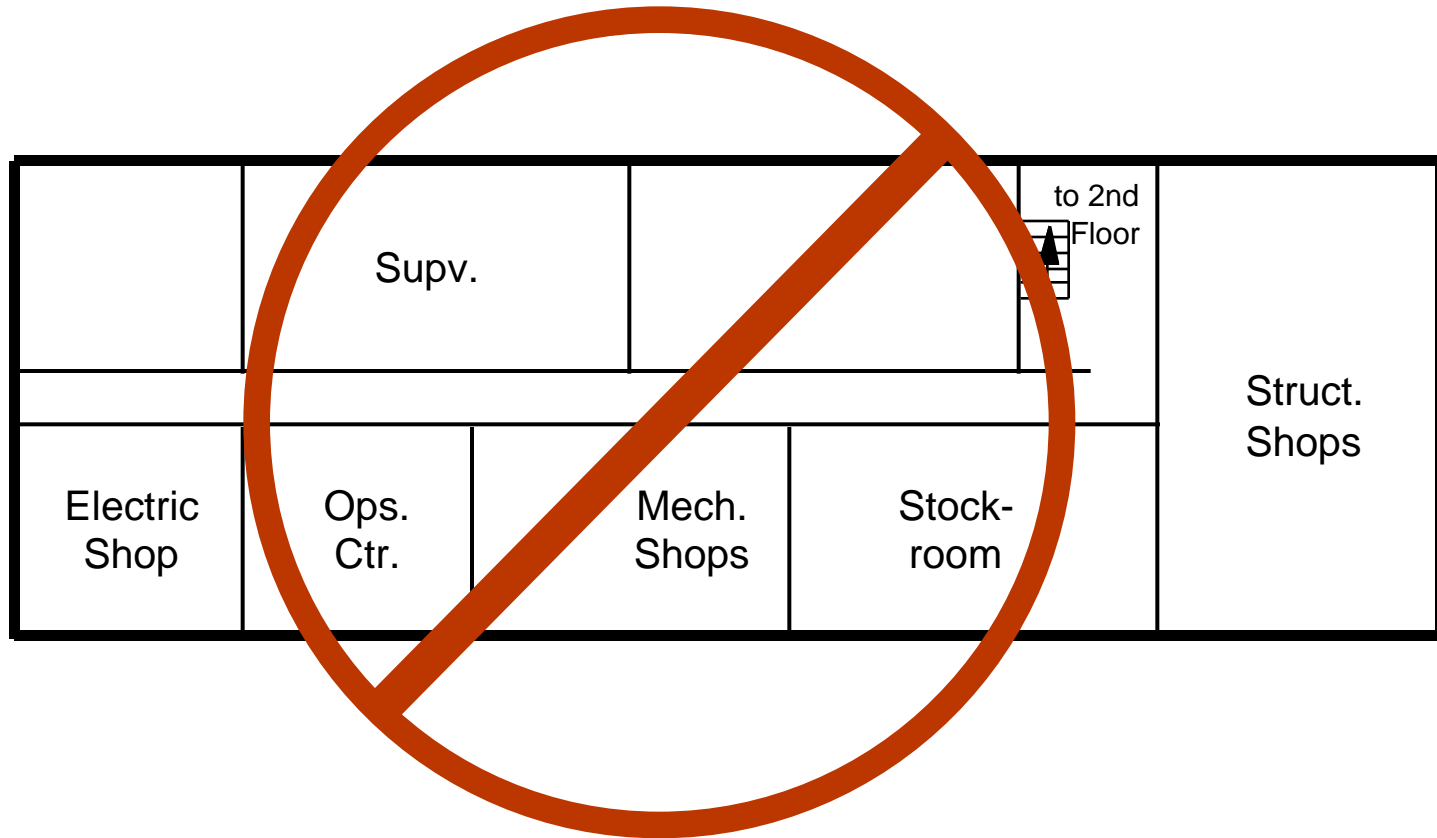 to 2nd
Floor
Supv.
Struct.
Shops
Electric
Shop
Ops.
Ctr.
Mech.
Shops
Stock-
room